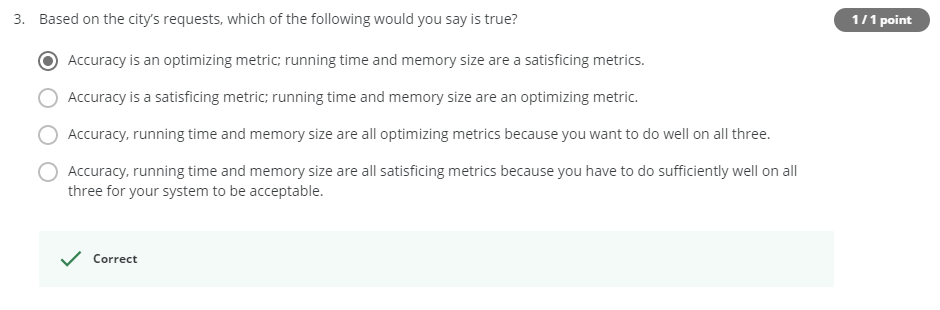 3. Based on the city's requests, which of the following would you say is true?
1 / 1 point
Accuracy is an optimizing metric; running time and memory size are a satisficing metrics.
Accuracy is a satisficing metric; running time and memory size are an optimizing metric.
Accuracy, running time and memory size are all optimizing metrics because you want to do well on all three.
Accuracy, running time and memory size are all satisficing metrics because you have to do sufficiently well on all
three for your system to be acceptable.
Correct